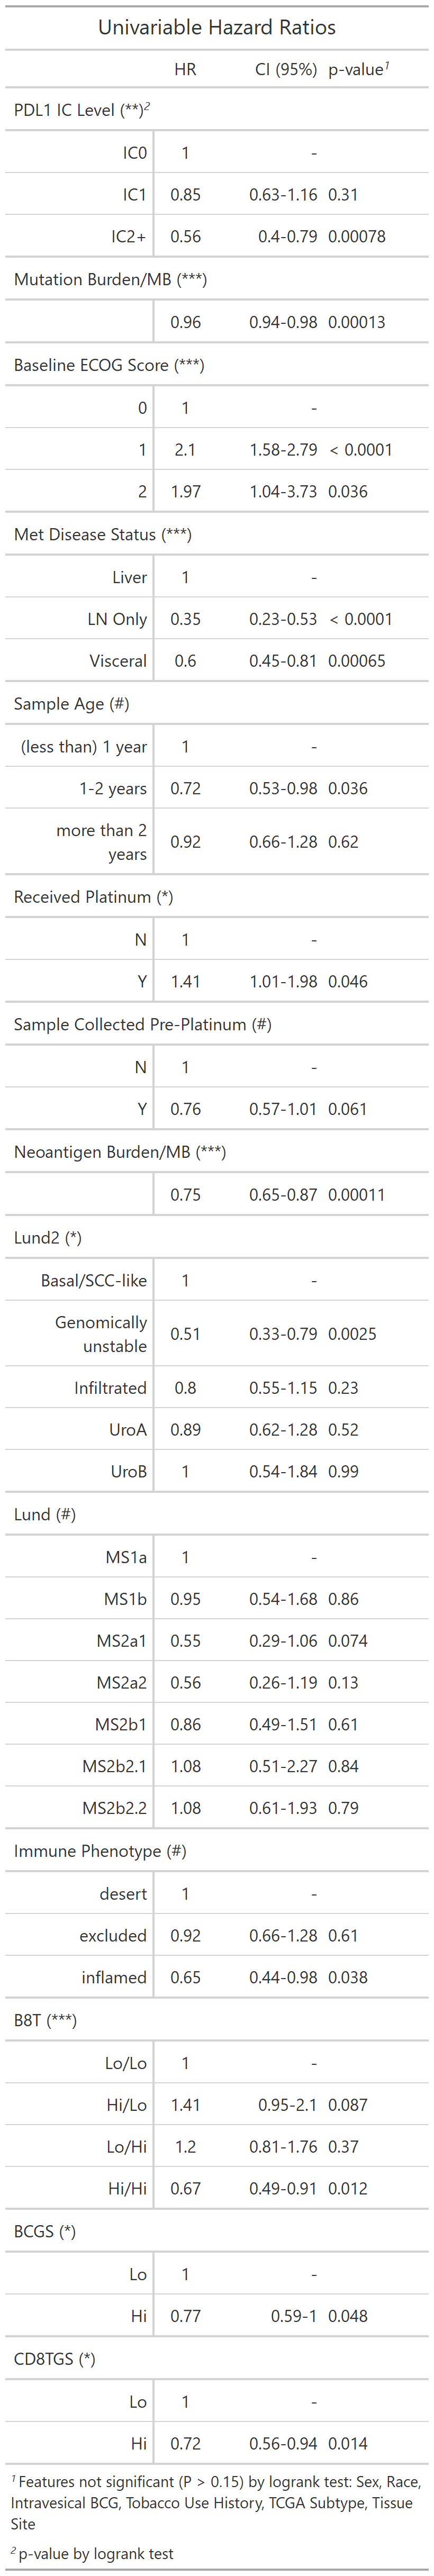 Univariable Hazard Ratios
HR CI (95%) p-value1
PDL1 IC Level (**)2
IC0 1 -
IC1 0.85 0.63-1.16 0.31
IC2+ 0.56 0.4-0.79 0.00078
Mutation Burden/MB (***)
0.96 0.94-0.98 0.00013
Baseline ECOG Score (***)
0 1 -
1 2.1 1.58-2.79 < 0.0001
2 1.97 1.04-3.73 0.036
Met Disease Status (***)
Liver 1 -
LN Only 0.35 0.23-0.53 < 0.0001
Visceral 0.6 0.45-0.81 0.00065
Sample Age (#)
(less than) 1 year 1 -
1-2 years 0.72 0.53-0.98 0.036
more than 2
years 0.92 0.66-1.28 0.62
Received Platinum (*)
N 1 -
Y 1.41 1.01-1.98 0.046
Sample Collected Pre-Platinum (#)
N 1 -
Y 0.76 0.57-1.01 0.061
Neoantigen Burden/MB (***)
0.75 0.65-0.87 0.00011
Lund2 (*)
Basal/SCC-like 1 -
Genomically
unstable 0.51 0.33-0.79 0.0025
Infiltrated 0.8 0.55-1.15 0.23
UroA 0.89 0.62-1.28 0.52
UroB 1 0.54-1.84 0.99
Lund (#)
MS1a 1 -
MS1b 0.95 0.54-1.68 0.86
MS2a1 0.55 0.29-1.06 0.074
MS2a2 0.56 0.26-1.19 0.13
MS2b1 0.86 0.49-1.51 0.61
MS2b2.1 1.08 0.51-2.27 0.84
MS2b2.2 1.08 0.61-1.93 0.79
Immune Phenotype (#)
desert 1 -
excluded 0.92 0.66-1.28 0.61
inflamed 0.65 0.44-0.98 0.038
B8T (***)
Lo/Lo 1 -
Hi/Lo 1.41 0.95-2.1 0.087
Lo/Hi 1.2 0.81-1.76 0.37
Hi/Hi 0.67 0.49-0.91 0.012
BCGS (*)
Lo 1 -
Hi 0.77 0.59-1 0.048
CD8TGS (*)
Lo 1 -
Hi 0.72 0.56-0.94 0.014
1 Features not significant (P > 0.15) by logrank test: Sex, Race,
Intravesical BCG, Tobacco Use History, TCGA Subtype, Tissue
Site
2 p-value by logrank test